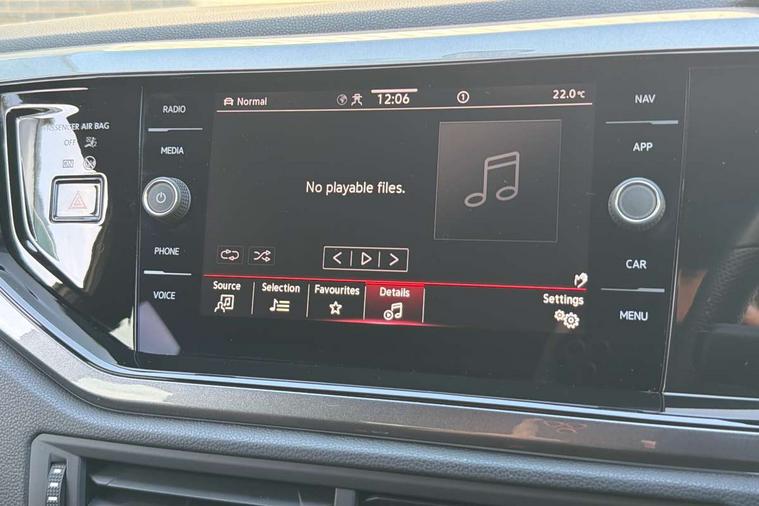 PASSENGER AIR BAG
OFF
ON
RADIO
MEDIA
PHONE
VOICE
Normal
12:06
1
22.0°C
No playable files.
Source
Selection
Favourites
Details
Settings
NAV
APP
CAR
MENU